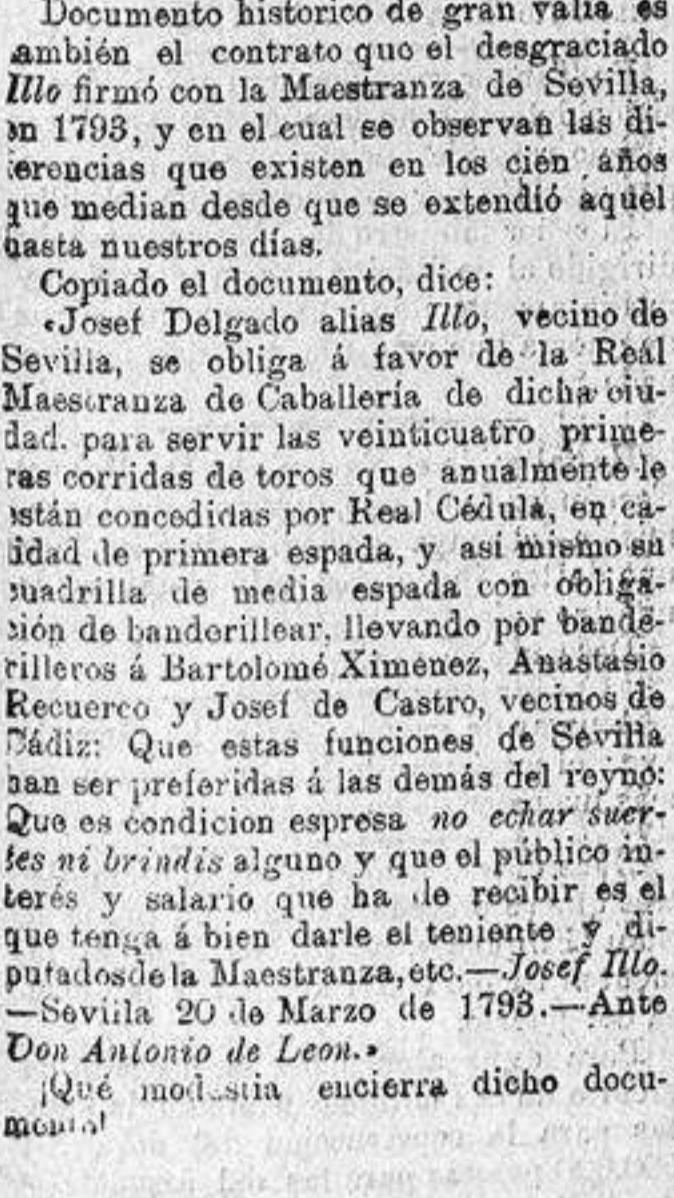 Documento histórico de gran valía es
ambién el contrato que el desgraciado
Illo firmó con la Maestranza de Sevilla,
en 1793, y en el cual se observan las di-
ferencias que existen en los cien años
que median desde que se extendió aquel
hasta nuestros días.
Copiado el documento, dice:
«Josef Delgado alias Illo, vecino de
Sevilla, se obliga á favor de la Real
Maestranza de Caballería de dicha ciu-
dad. para servir las veinticuatro prime-
ras corridas de toros que anualmente le
están concedidas por Real Cédula, en ca-
lidad de primera espada, y así mismo su
cuadrilla de media espada con obliga-
ción de banderillear, llevando por bande-
rilleros á Bartolomé Ximenez, Anastasio
Recuerco y Josef de Castro, vecinos de
Cádiz: Que estas funciones de Sevilla
han ser preferidas á las demás del reyno:
Que es condicion espresa no echar suer-
tes ni brindis alguno y que el público in-
terés y salario que ha de recibir es el
que tenga á bien darle el teniente y di-
putados de la Maestranza, etc.—Josef Illo.
—Sevilla 20 de Marzo de 1793.—Ante
Don Antonio de Leon.»
¡Qué modestia encierra dicho docu-
mento!